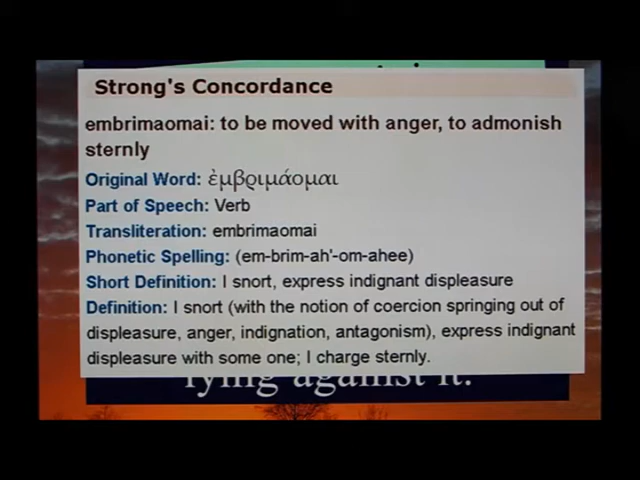 Strong's Concordance
embrimaomai: to be moved with anger, to admonish
sternly
Original Word: ἐμβριμάομαι
Part of Speech: Verb
Transliteration: embrimaomai
Phonetic Spelling: (em-brim-ah'-om-ahee)
Short Definition: I snort, express indignant displeasure
Definition: I snort (with the notion of coercion springing out of
displeasure, anger, indignation, antagonism), express indignant
displeasure with some one; I charge sternly.
lying against it.